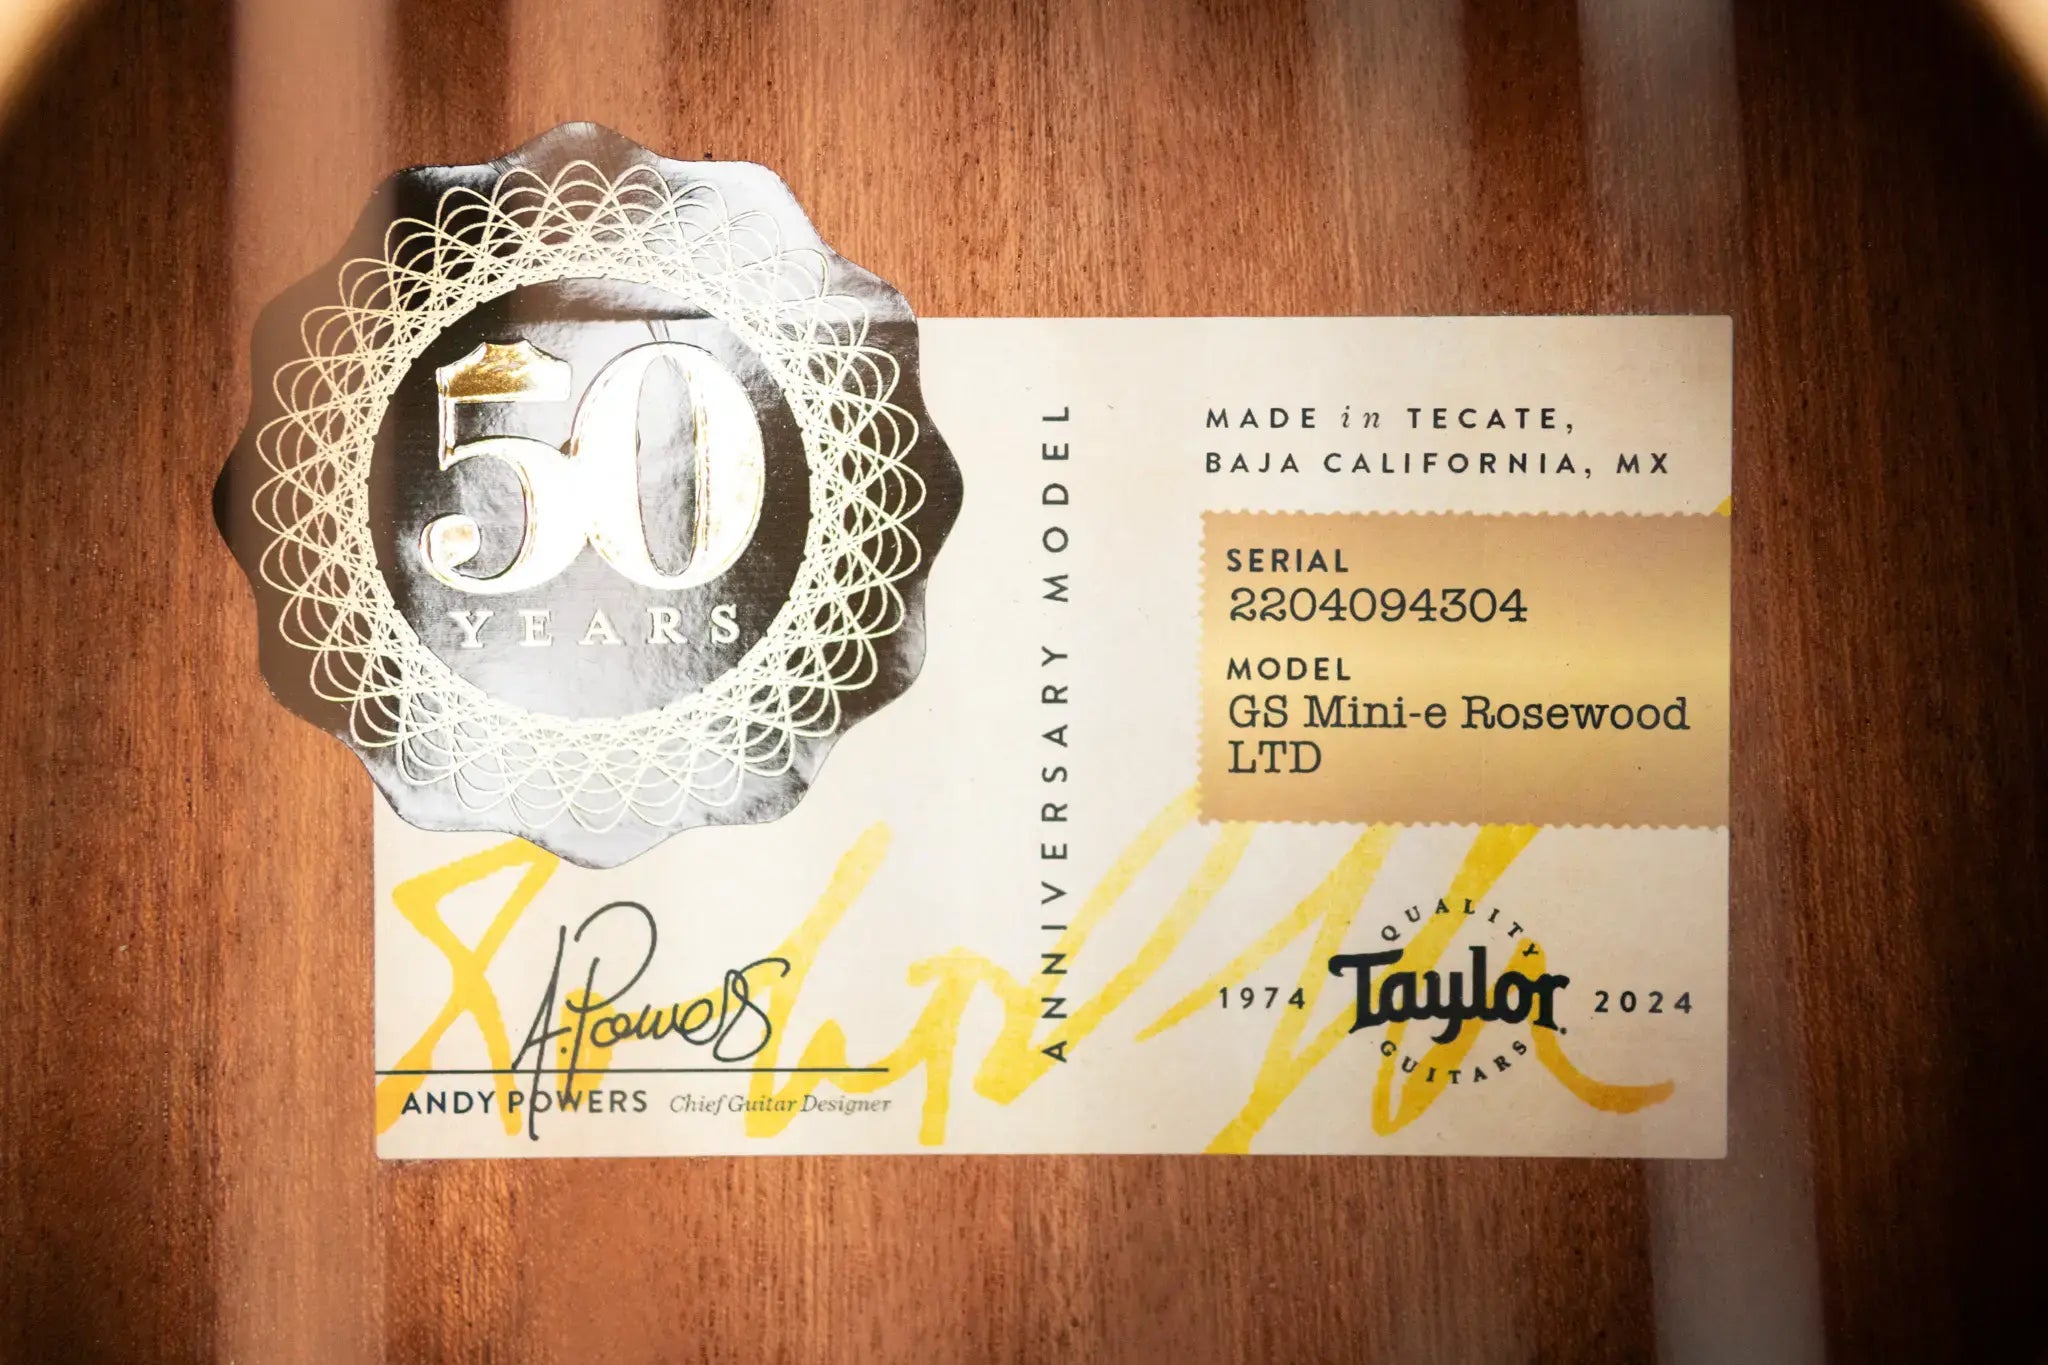 50
YEARS
ANNIVERSARY MODEL
MADE in TECATE,
BAJA CALIFORNIA, MX
SERIAL
2204094304
MODEL
GS Mini-e Rosewood
LTD
A. Powers
ANDY POWERS Chief Guitar Designer
QUALITY
1974 Taylor 2024
GUITARS